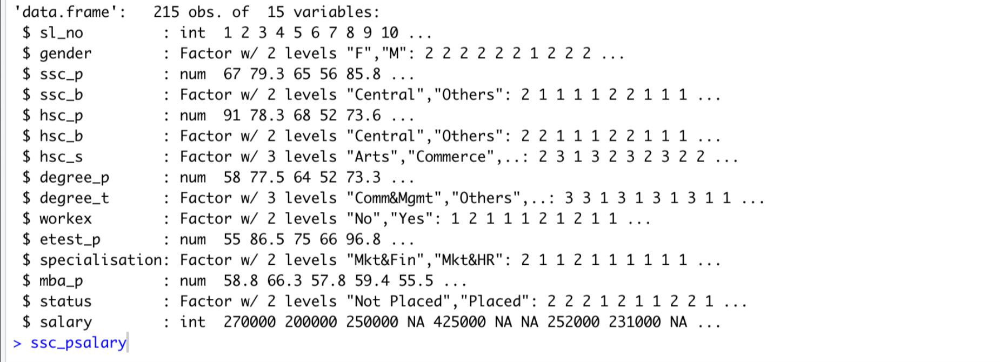 'data.frame':   215 obs. of  15 variables:
 $ sl_no         : int  1 2 3 4 5 6 7 8 9 10 ...
 $ gender        : Factor w/ 2 levels "F","M": 2 2 2 2 2 2 1 2 2 2 ...
 $ ssc_p         : num  67 79.3 65 56 85.8 ...
 $ ssc_b         : Factor w/ 2 levels "Central","Others": 2 1 1 1 1 2 2 1 1 1 ...
 $ hsc_p         : num  91 78.3 68 52 73.6 ...
 $ hsc_b         : Factor w/ 2 levels "Central","Others": 2 2 1 1 1 2 2 1 1 1 ...
 $ hsc_s         : Factor w/ 3 levels "Arts","Commerce",..: 2 3 1 3 2 3 2 3 2 2 ...
 $ degree_p      : num  58 77.5 64 52 73.3 ...
 $ degree_t      : Factor w/ 3 levels "Comm&Mgmt","Others",..: 3 3 1 3 1 3 1 3 1 1 ...
 $ workex        : Factor w/ 2 levels "No","Yes": 1 2 1 1 1 2 1 2 1 1 ...
 $ etest_p       : num  55 86.5 75 66 96.8 ...
 $ specialisation: Factor w/ 2 levels "Mkt&Fin","Mkt&HR": 2 1 1 2 1 1 1 1 1 1 ...
 $ mba_p         : num  58.8 66.3 57.8 59.4 55.5 ...
 $ status        : Factor w/ 2 levels "Not Placed","Placed": 2 2 2 1 2 1 1 2 2 1 ...
 $ salary        : int  270000 200000 250000 NA 425000 NA NA 252000 231000 NA ...
> ssc_psalary